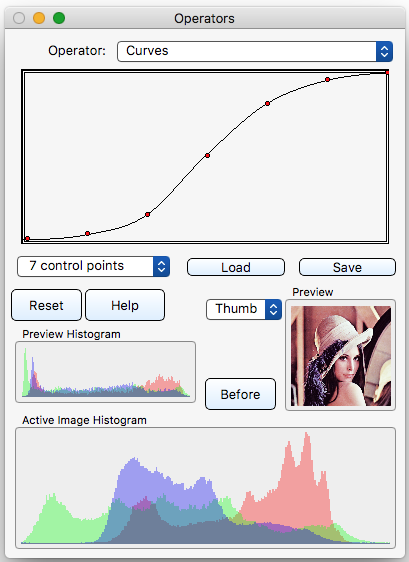 Operators
Operator: Curves
7 control points Load Save
Reset Help Thumb Preview
Preview Histogram
Before
Active Image Histogram